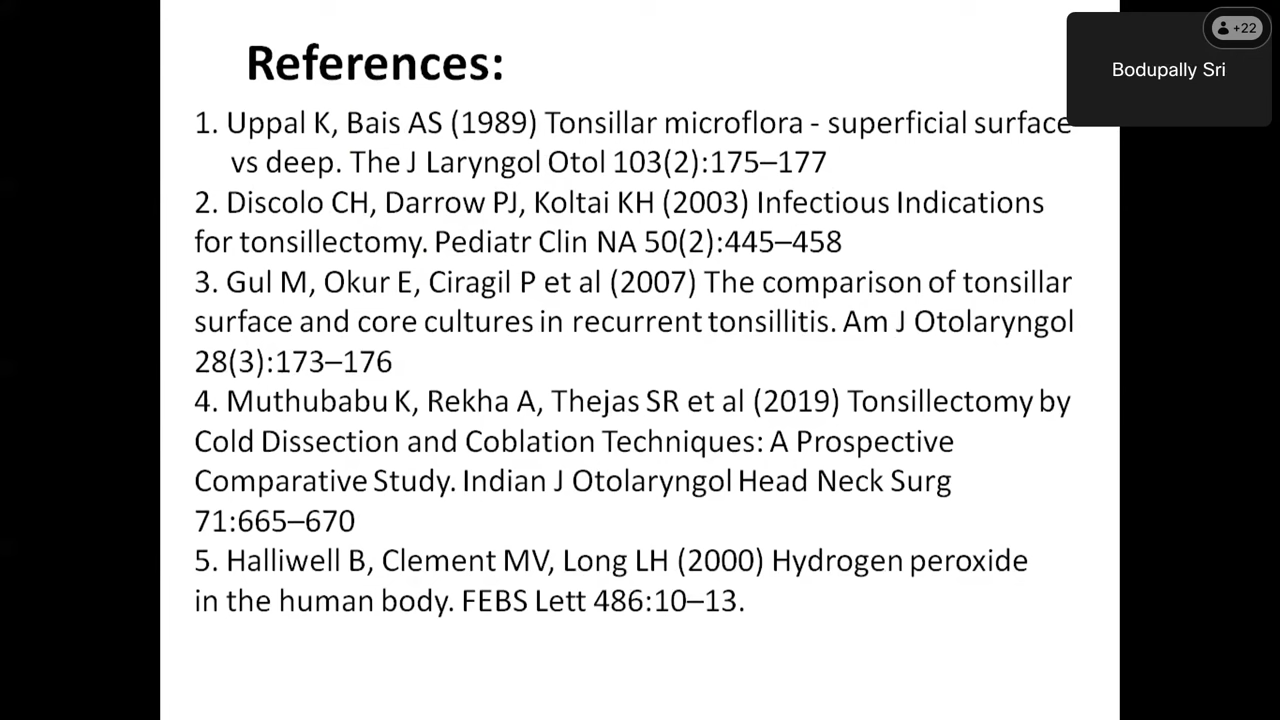 References:
+22
Bodupally Sri
1. Uppal K, Bais AS (1989) Tonsillar microflora - superficial surface
vs deep. The J Laryngol Otol 103(2):175–177
2. Discolo CH, Darrow PJ, Koltai KH (2003) Infectious Indications
for tonsillectomy. Pediatr Clin NA 50(2):445–458
3. Gul M, Okur E, Ciragil P et al (2007) The comparison of tonsillar
surface and core cultures in recurrent tonsillitis. Am J Otolaryngol
28(3):173–176
4. Muthubabu K, Rekha A, Thejas SR et al (2019) Tonsillectomy by
Cold Dissection and Coblation Techniques: A Prospective
Comparative Study. Indian J Otolaryngol Head Neck Surg
71:665–670
5. Halliwell B, Clement MV, Long LH (2000) Hydrogen peroxide
in the human body. FEBS Lett 486:10–13.